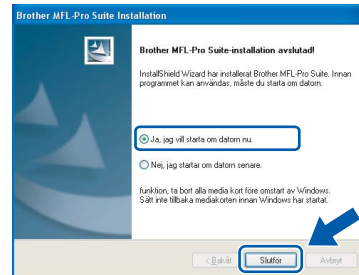 Brother MFL-Pro Suite Installation
Brother MFL-Pro Suite-installation avslutad!
InstallShield Wizard har installerat Brother MFL-Pro Suite. Innan
programmet kan användas, måste du starta om datorn.
Ja, jag vill starta om datorn nu.
Nej, jag startar om datorn senare.
funktion, ta bort alla media kort före omstart av Windows.
Sätt inte tillbaka mediakorten innan Windows har startat.
< Bakåt
Slutför
Avbryt